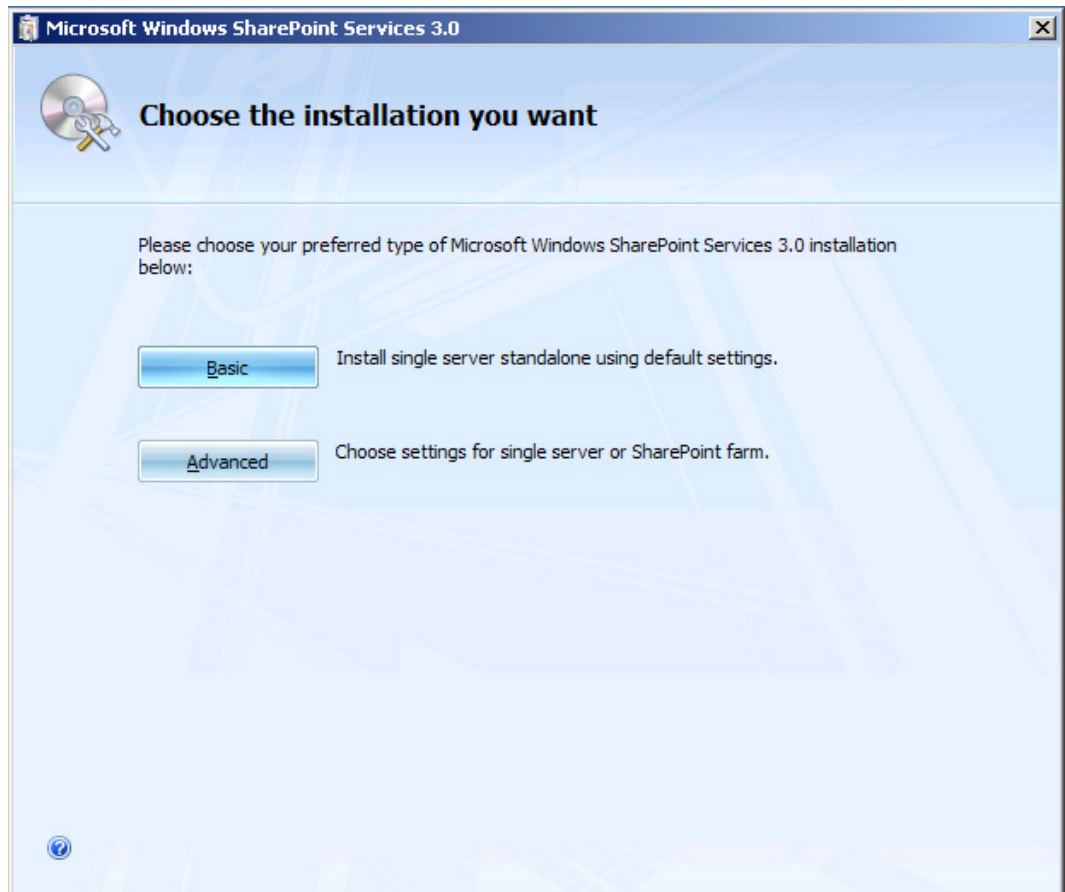 Microsoft Windows SharePoint Services 3.0
Choose the installation you want
Please choose your preferred type of Microsoft Windows SharePoint Services 3.0 installation
below:
Basic
Install single server standalone using default settings.
Advanced
Choose settings for single server or SharePoint farm.